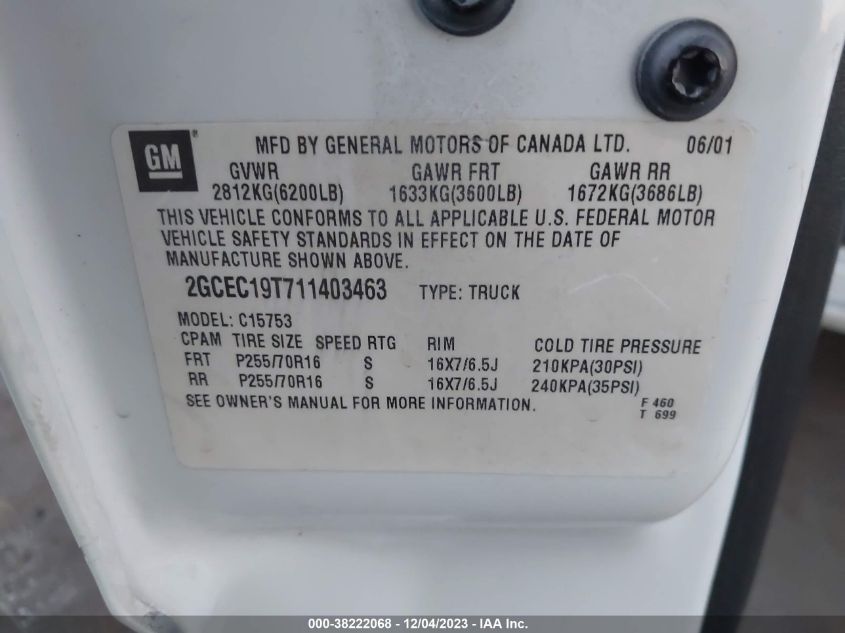 GM MFD BY GENERAL MOTORS OF CANADA LTD. 06/01
GVWR GAWR FRT GAWR RR
2812KG(6200LB) 1633KG(3600LB) 1672KG(3686LB)
THIS VEHICLE CONFORMS TO ALL APPLICABLE U.S. FEDERAL MOTOR
VEHICLE SAFETY STANDARDS IN EFFECT ON THE DATE OF
MANUFACTURE SHOWN ABOVE.
2GCEC19T711403463 TYPE: TRUCK
MODEL: C15753
CPAM TIRE SIZE SPEED RTG RIM COLD TIRE PRESSURE
FRT P255/70R16 S 16X7/6.5J 210KPA(30PSI)
RR P255/70R16 S 16X7/6.5J 240KPA(35PSI)
SEE OWNER'S MANUAL FOR MORE INFORMATION. F 460
T 699
000-38222068 - 12/04/2023 - IAA Inc.